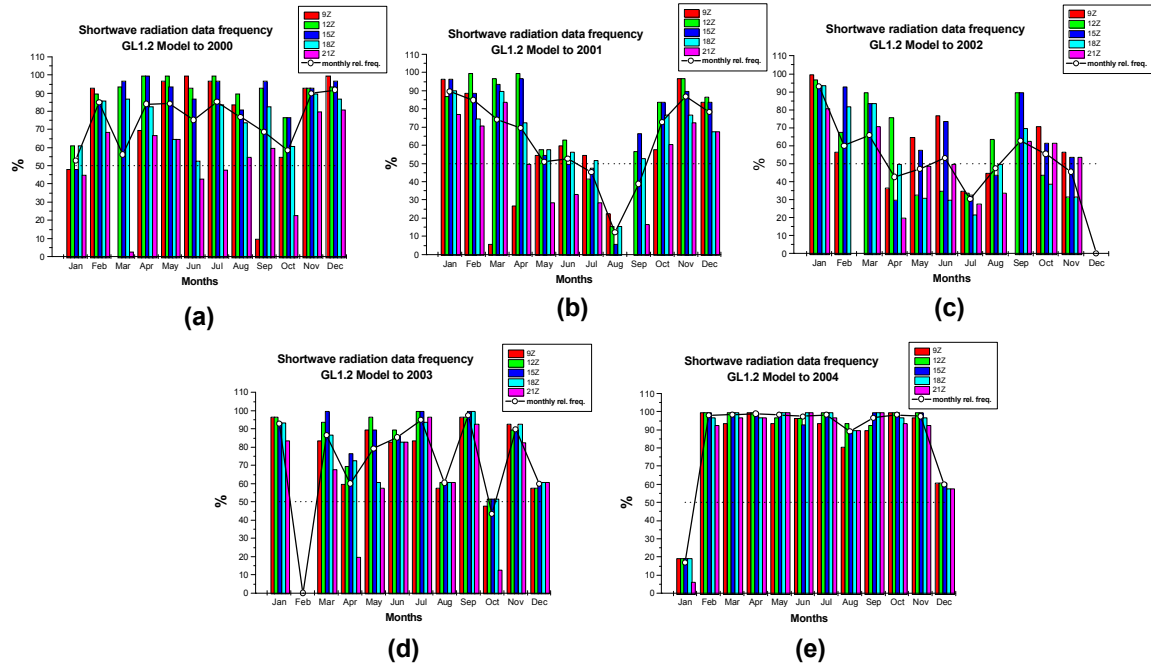 Shortwave radiation data frequency
GL1.2 Model to 2000
9Z
12Z
15Z
18Z
21Z
monthly rel. freq.
%
110
100
90
80
70
60
50
40
30
20
10
0
Jan Feb Mar Apr May Jun Jul Aug Sep Oct Nov Dec
Months
(a)
Shortwave radiation data frequency
GL1.2 Model to 2001
9Z
12Z
15Z
18Z
21Z
monthly rel. freq.
%
110
100
90
80
70
60
50
40
30
20
10
0
Jan Feb Mar Apr May Jun Jul Aug Sep Oct Nov Dec
Months
(b)
Shortwave radiation data frequency
GL1.2 Model to 2002
9Z
12Z
15Z
18Z
21Z
monthly rel. freq.
%
110
100
90
80
70
60
50
40
30
20
10
0
Jan Feb Mar Apr May Jun Jul Aug Sep Oct Nov Dec
Months
(c)
Shortwave radiation data frequency
GL1.2 Model to 2003
9Z
12Z
15Z
18Z
21Z
monthly rel. freq.
%
110
100
90
80
70
60
50
40
30
20
10
0
Jan Feb Mar Apr May Jun Jul Aug Sep Oct Nov Dec
Months
(d)
Shortwave radiation data frequency
GL1.2 Model to 2004
9Z
12Z
15Z
18Z
21Z
monthly rel. freq.
%
110
100
90
80
70
60
50
40
30
20
10
0
Jan Feb Mar Apr May Jun Jul Aug Sep Oct Nov Dec
Months
(e)